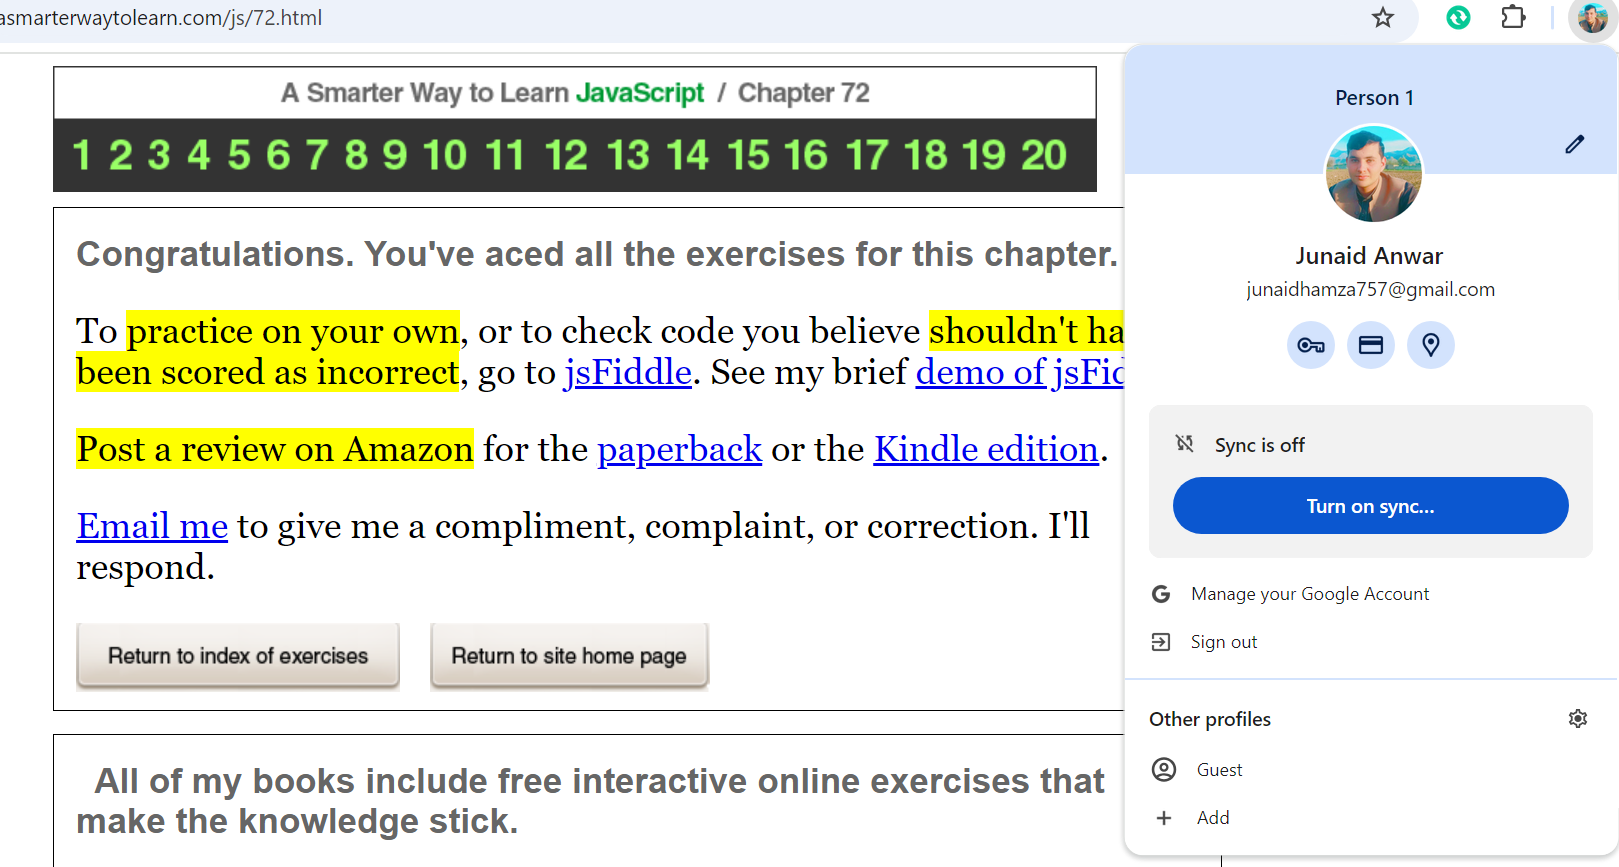 asmarterwaytolearn.com/js/72.html
A Smarter Way to Learn JavaScript / Chapter 72
1 2 3 4 5 6 7 8 9 10 11 12 13 14 15 16 17 18 19 20
Congratulations. You've aced all the exercises for this chapter.
To practice on your own, or to check code you believe shouldn't ha
been scored as incorrect, go to jsFiddle. See my brief demo of jsFid
Post a review on Amazon for the paperback or the Kindle edition.
Email me to give me a compliment, complaint, or correction. I'll
respond.
Return to index of exercises
Return to site home page
All of my books include free interactive online exercises that
make the knowledge stick.
Person 1
Junaid Anwar
junaidhamza757@gmail.com
Sync is off
Turn on sync...
Manage your Google Account
Sign out
Other profiles
Guest
Add